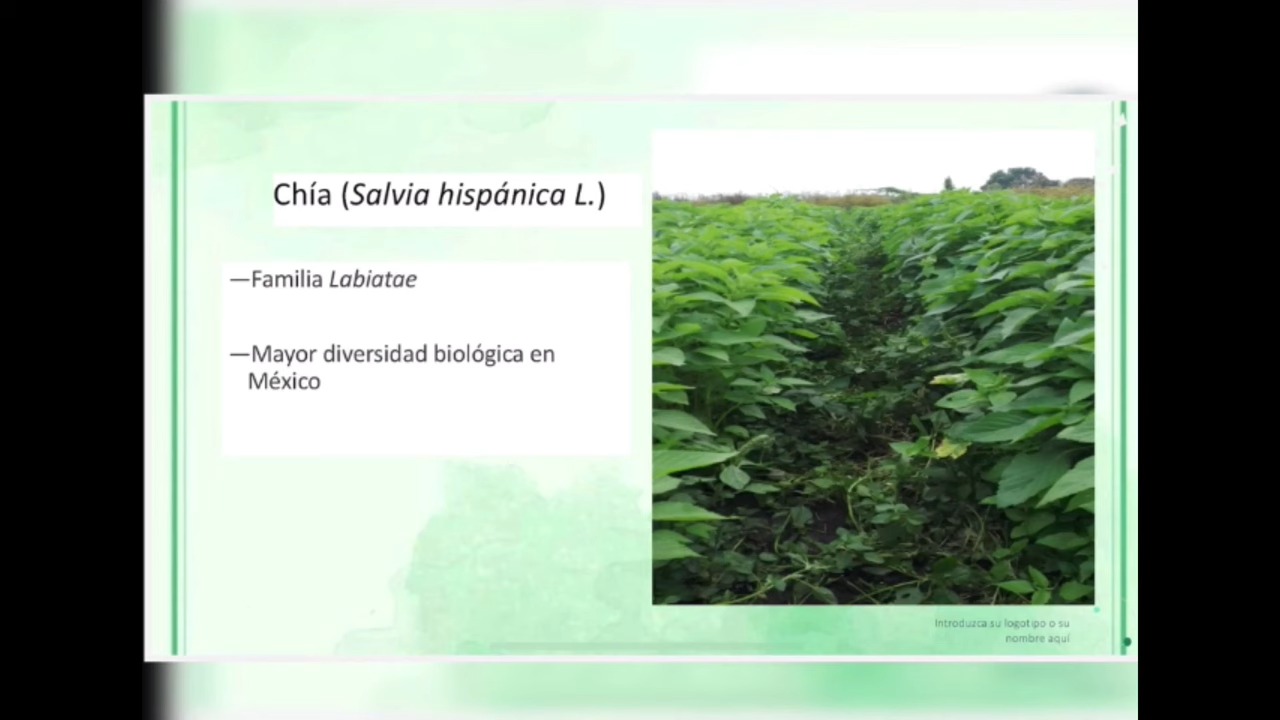 Chía (Salvia hispánica L.)
—Familia Labiatae
—Mayor diversidad biológica en
México
Introduzca su logotipo o su
nombre aquí